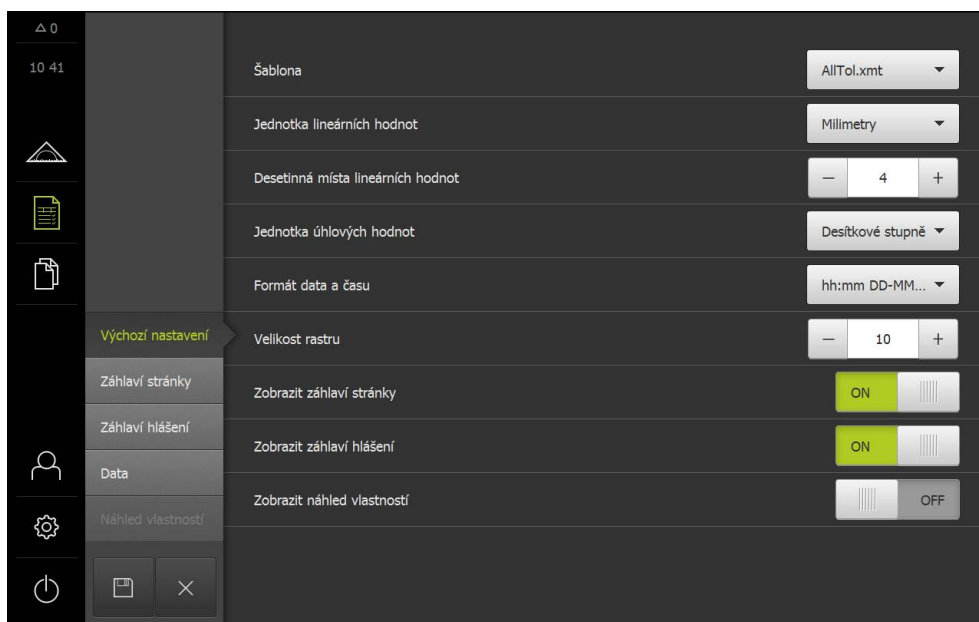 0
10 41
Šablona
AllTol.xmt
Jednotka lineárních hodnot
Milimetry
Desetinná místa lineárních hodnot
− 4 +
Jednotka úhlových hodnot
Desítkové stupně
Formát data a času
hh:mm DD-MM...
Výchozí nastavení
Velikost rastru
− 10 +
Záhlaví stránky
Zobrazit záhlaví stránky
ON
Záhlaví hlášení
Zobrazit záhlaví hlášení
ON
Data
Zobrazit náhled vlastností
OFF
Náhled vlastností